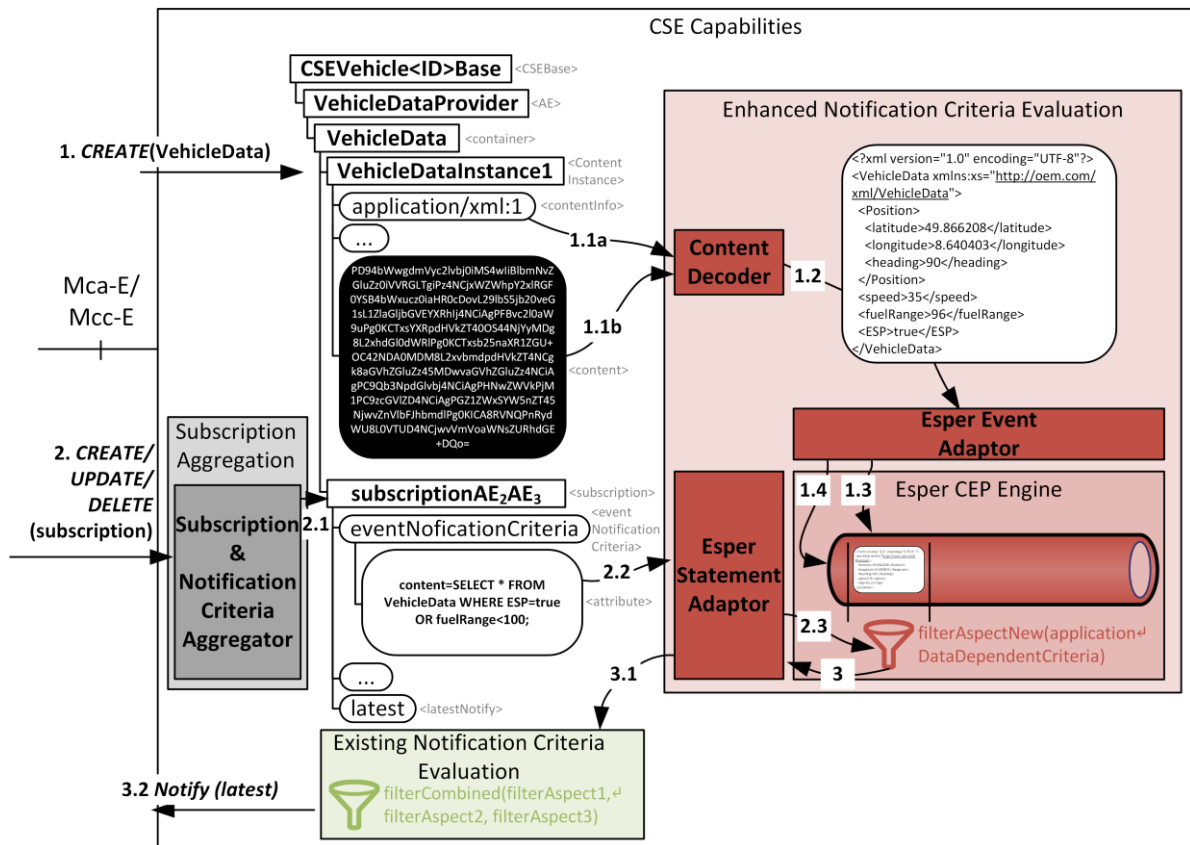 CSE Capabilities
CSEVehicle<ID>Base
<CSEBase>
VehicleDataProvider
<AE>
VehicleData
<container>
1. CREATE(VehicleData)
VehicleDataInstance1
<Content
Instance>
application/xml:1
<contentInfo>
...
1.1a
PD94bWwgdmVyc2lvbj0iMS4wIiBlbmNvZ
GluZz0iVVRGLTgiPz4NCjxWZWhpY2xlRGF
0YSB4bWxucz0iaHR0cDovL29lbS5jb20veG
1sL1ZlaGljbGVEYXRhIj4NCiAgPFBvc2l0aW
9uPg0KCTxsYXRpdHVkZT40OS44NjYyMDg
8L2xhdGl0dWRlPg0KCTxsb25naXR1ZGU+
OC42NDA0MDM8L2xvbmdpdHVkZT4NCg
k8aGVhZGluZz45MDwvaGVhZGluZz4NCiA
gPC9Qb3NpdGlvbj4NCiAgPHNwZWVkPjM
1PC9zcGVlZD4NCiAgPGZ1ZWxSYW5nZT45
NjwvZnVlbFJhbmdlPg0KICA8RVNQPnRyd
WU8L0VTUD4NCjwvVmVoaWNsZURhdGE
+DQo=
<content>
1.1b
Mca-E/
Mcc-E
Enhanced Notification Criteria Evaluation
Content
Decoder
1.2
<?xml version="1.0" encoding="UTF-8"?>
<VehicleData xmlns:xs="http://oem.com/
xml/VehicleData">
<Position>
<latitude>49.866208</latitude>
<longitude>8.640403</longitude>
<heading>90</heading>
</Position>
<speed>35</speed>
<fuelRange>96</fuelRange>
<ESP>true</ESP>
</VehicleData>
Esper Event
Adaptor
1.4
1.3
Esper CEP Engine
2. CREATE/
UPDATE/
DELETE
(subscription)
Subscription
Aggregation
Subscription
&
Notification
Criteria
Aggregator
2.1
subscriptionAE₂AE₃
<subscription>
eventNoficationCriteria
<event
Notification
Criteria>
2.2
content=SELECT * FROM
VehicleData WHERE ESP=true
OR fuelRange<100;
<attribute>
...
latest
<latestNotify>
Esper
Statement
Adaptor
2.3
filterAspectNew(application↵
DataDependentCriteria)
3
3.1
Existing Notification Criteria
Evaluation
filterCombined(filterAspect1,↵
filterAspect2, filterAspect3)
3.2 Notify (latest)